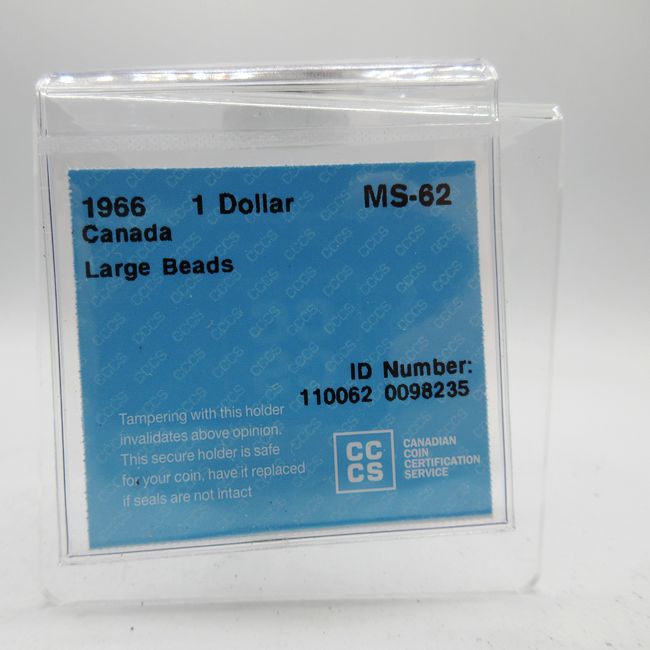 1966 1 Dollar MS-62
Canada
Large Beads
ID Number:
110062 0098235
Tampering with this holder
invalidates above opinion.
This secure holder is safe
for your coin, have it replaced
if seals are not intact
CC
CS
CANADIAN
COIN
CERTIFICATION
SERVICE